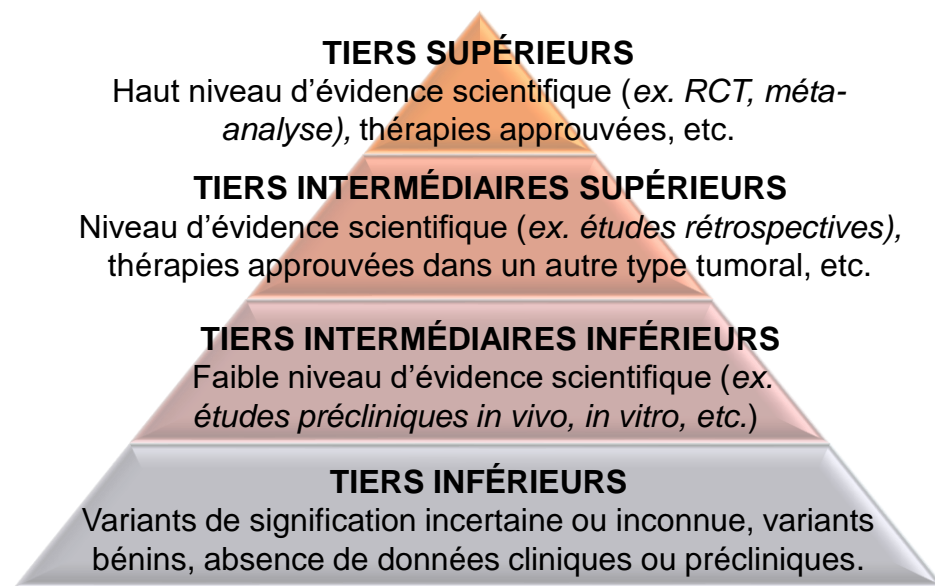 TIERS SUPÉRIEURS
Haut niveau d’évidence scientifique (ex. RCT, méta-
analyse), thérapies approuvées, etc.
TIERS INTERMÉDIAIRES SUPÉRIEURS
Niveau d’évidence scientifique (ex. études rétrospectives),
thérapies approuvées dans un autre type tumoral, etc.
TIERS INTERMÉDIAIRES INFÉRIEURS
Faible niveau d’évidence scientifique (ex.
études précliniques in vivo, in vitro, etc.)
TIERS INFÉRIEURS
Variants de signification incertaine ou inconnue, variants
bénins, absence de données cliniques ou précliniques.